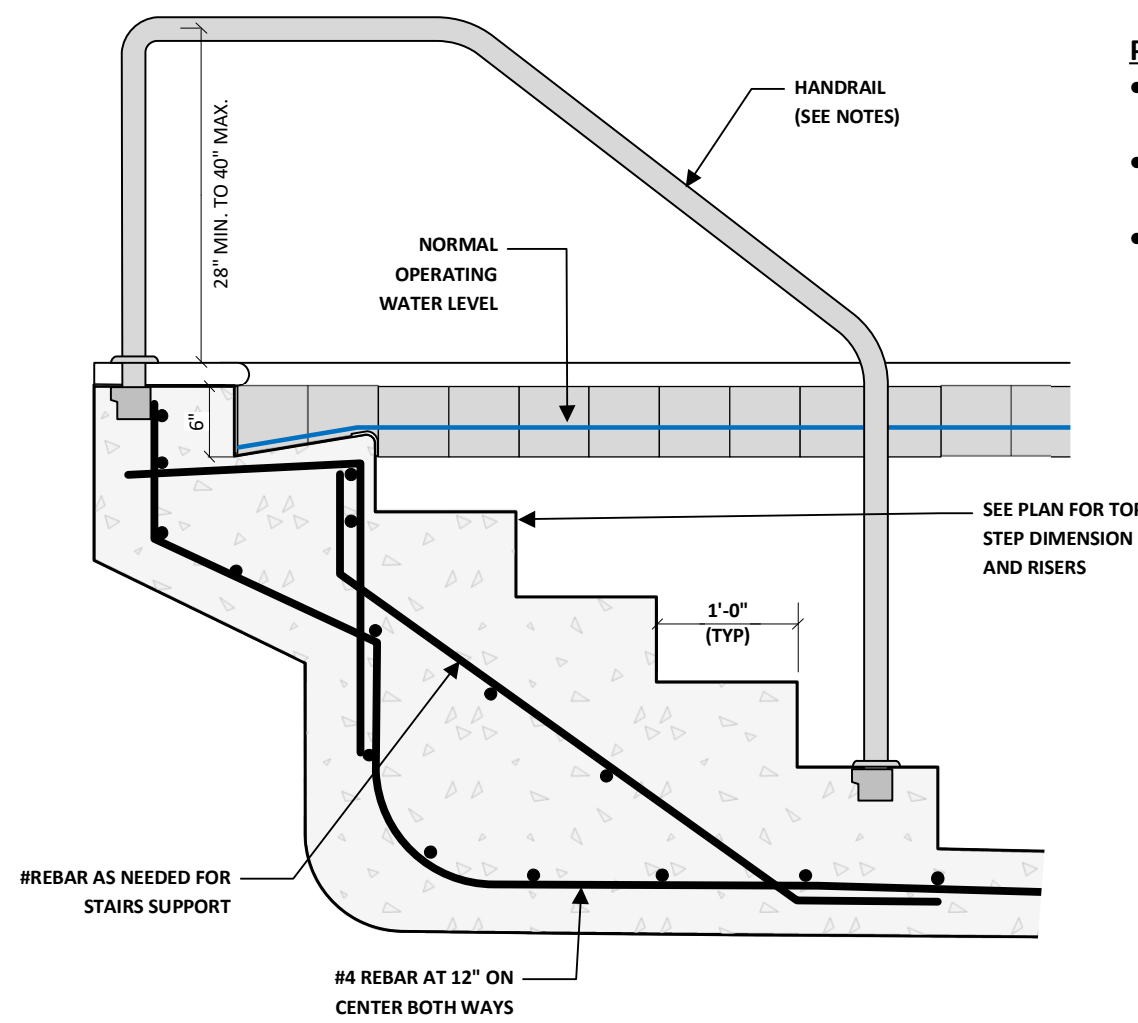 P
HANDRAIL
(SEE NOTES)
28" MIN. TO 40" MAX.
NORMAL
OPERATING
WATER LEVEL
6"
SEE PLAN FOR TOP
STEP DIMENSION
AND RISERS
1'-0"
(TYP)
#REBAR AS NEEDED FOR
STAIRS SUPPORT
#4 REBAR AT 12" ON
CENTER BOTH WAYS